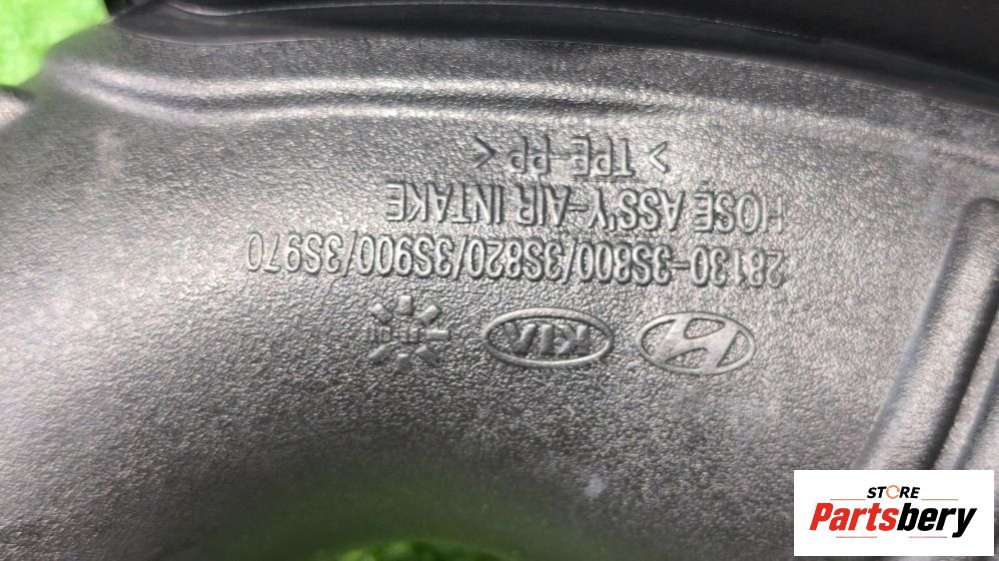 KIA
28130-3S800/3S820/3S900/3S970
HOSE ASS'Y-AIR INTAKE
> TPE-PP <
STORE
Partsbery